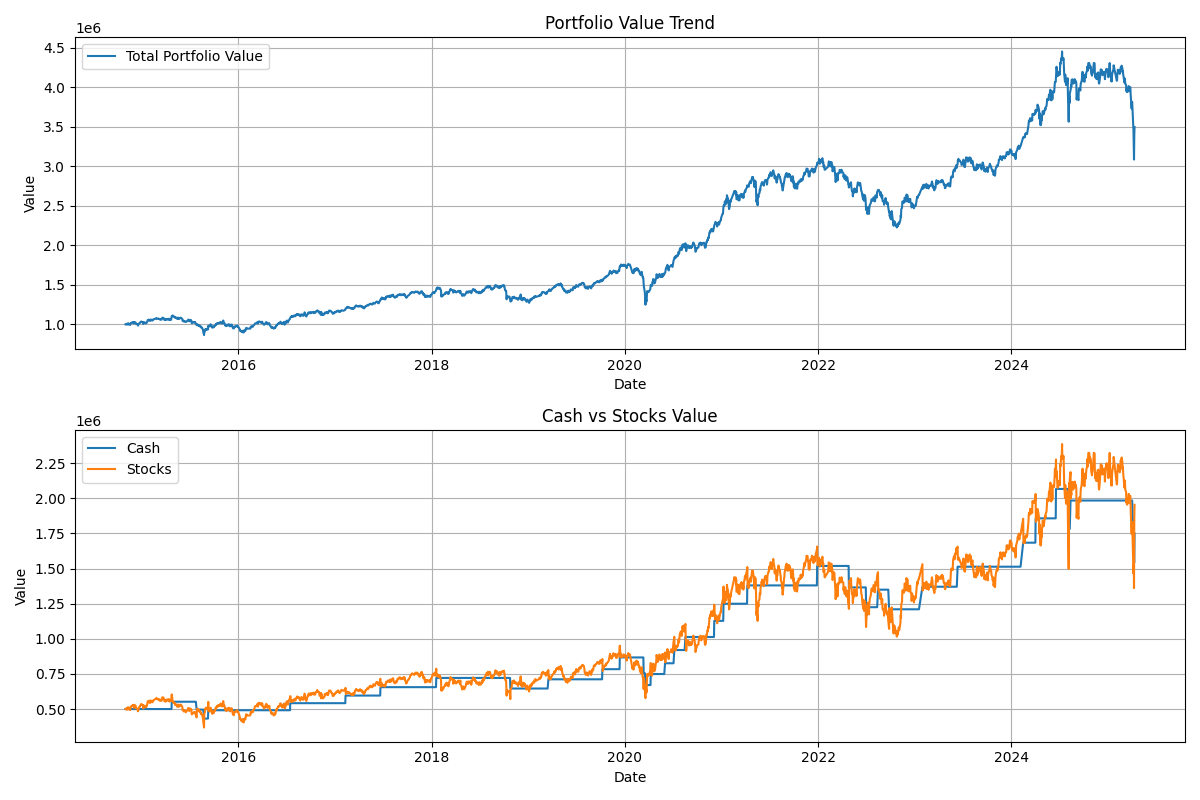 Portfolio Value Trend
1e6
Total Portfolio Value
4.5
4.0
3.5
3.0
2.5
2.0
1.5
1.0
Value
2016 2018 2020 2022 2024
Date
Cash vs Stocks Value
1e6
Cash
Stocks
2.25
2.00
1.75
1.50
1.25
1.00
0.75
0.50
Value
2016 2018 2020 2022 2024
Date